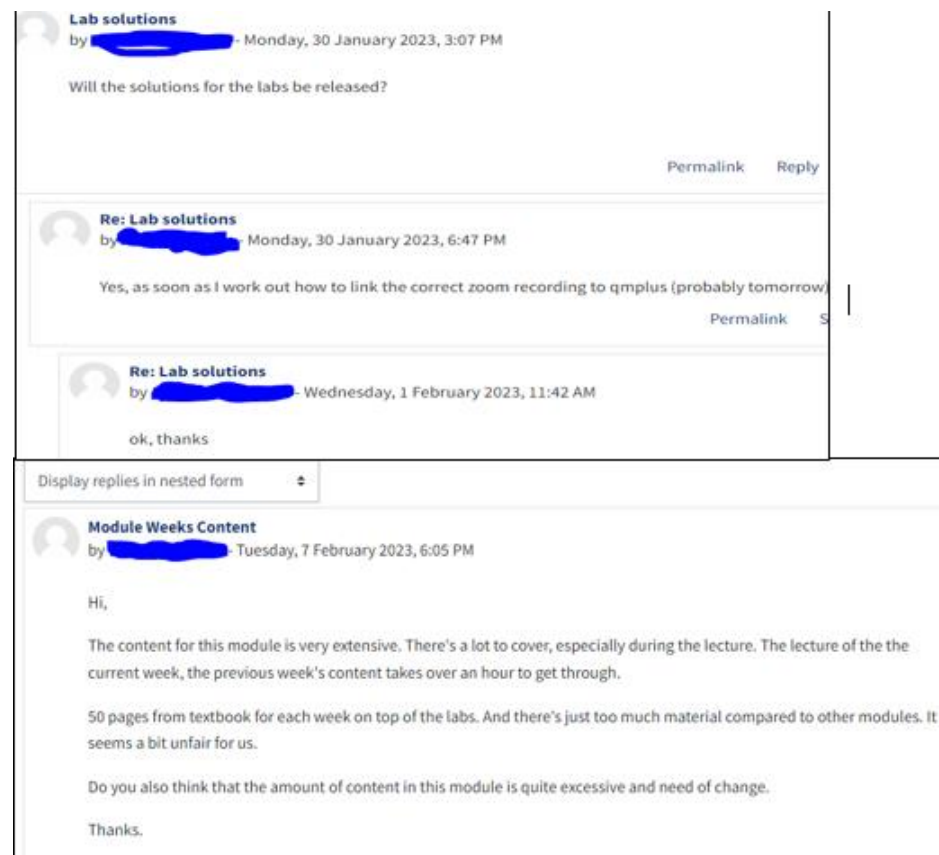 Lab solutions
by - Monday, 30 January 2023, 3:07 PM
Will the solutions for the labs be released?
Permalink Reply
Re: Lab solutions
by - Monday, 30 January 2023, 6:47 PM
Yes, as soon as I work out how to link the correct zoom recording to qmplus (probably tomorrow)
Permalink S
Re: Lab solutions
by - Wednesday, 1 February 2023, 11:42 AM
ok, thanks
Display replies in nested form
Module Weeks Content
by - Tuesday, 7 February 2023, 6:05 PM
Hi,
The content for this module is very extensive. There's a lot to cover, especially during the lecture. The lecture of the the
current week, the previous week's content takes over an hour to get through.
50 pages from textbook for each week on top of the labs. And there's just too much material compared to other modules. It
seems a bit unfair for us.
Do you also think that the amount of content in this module is quite excessive and need of change.
Thanks.